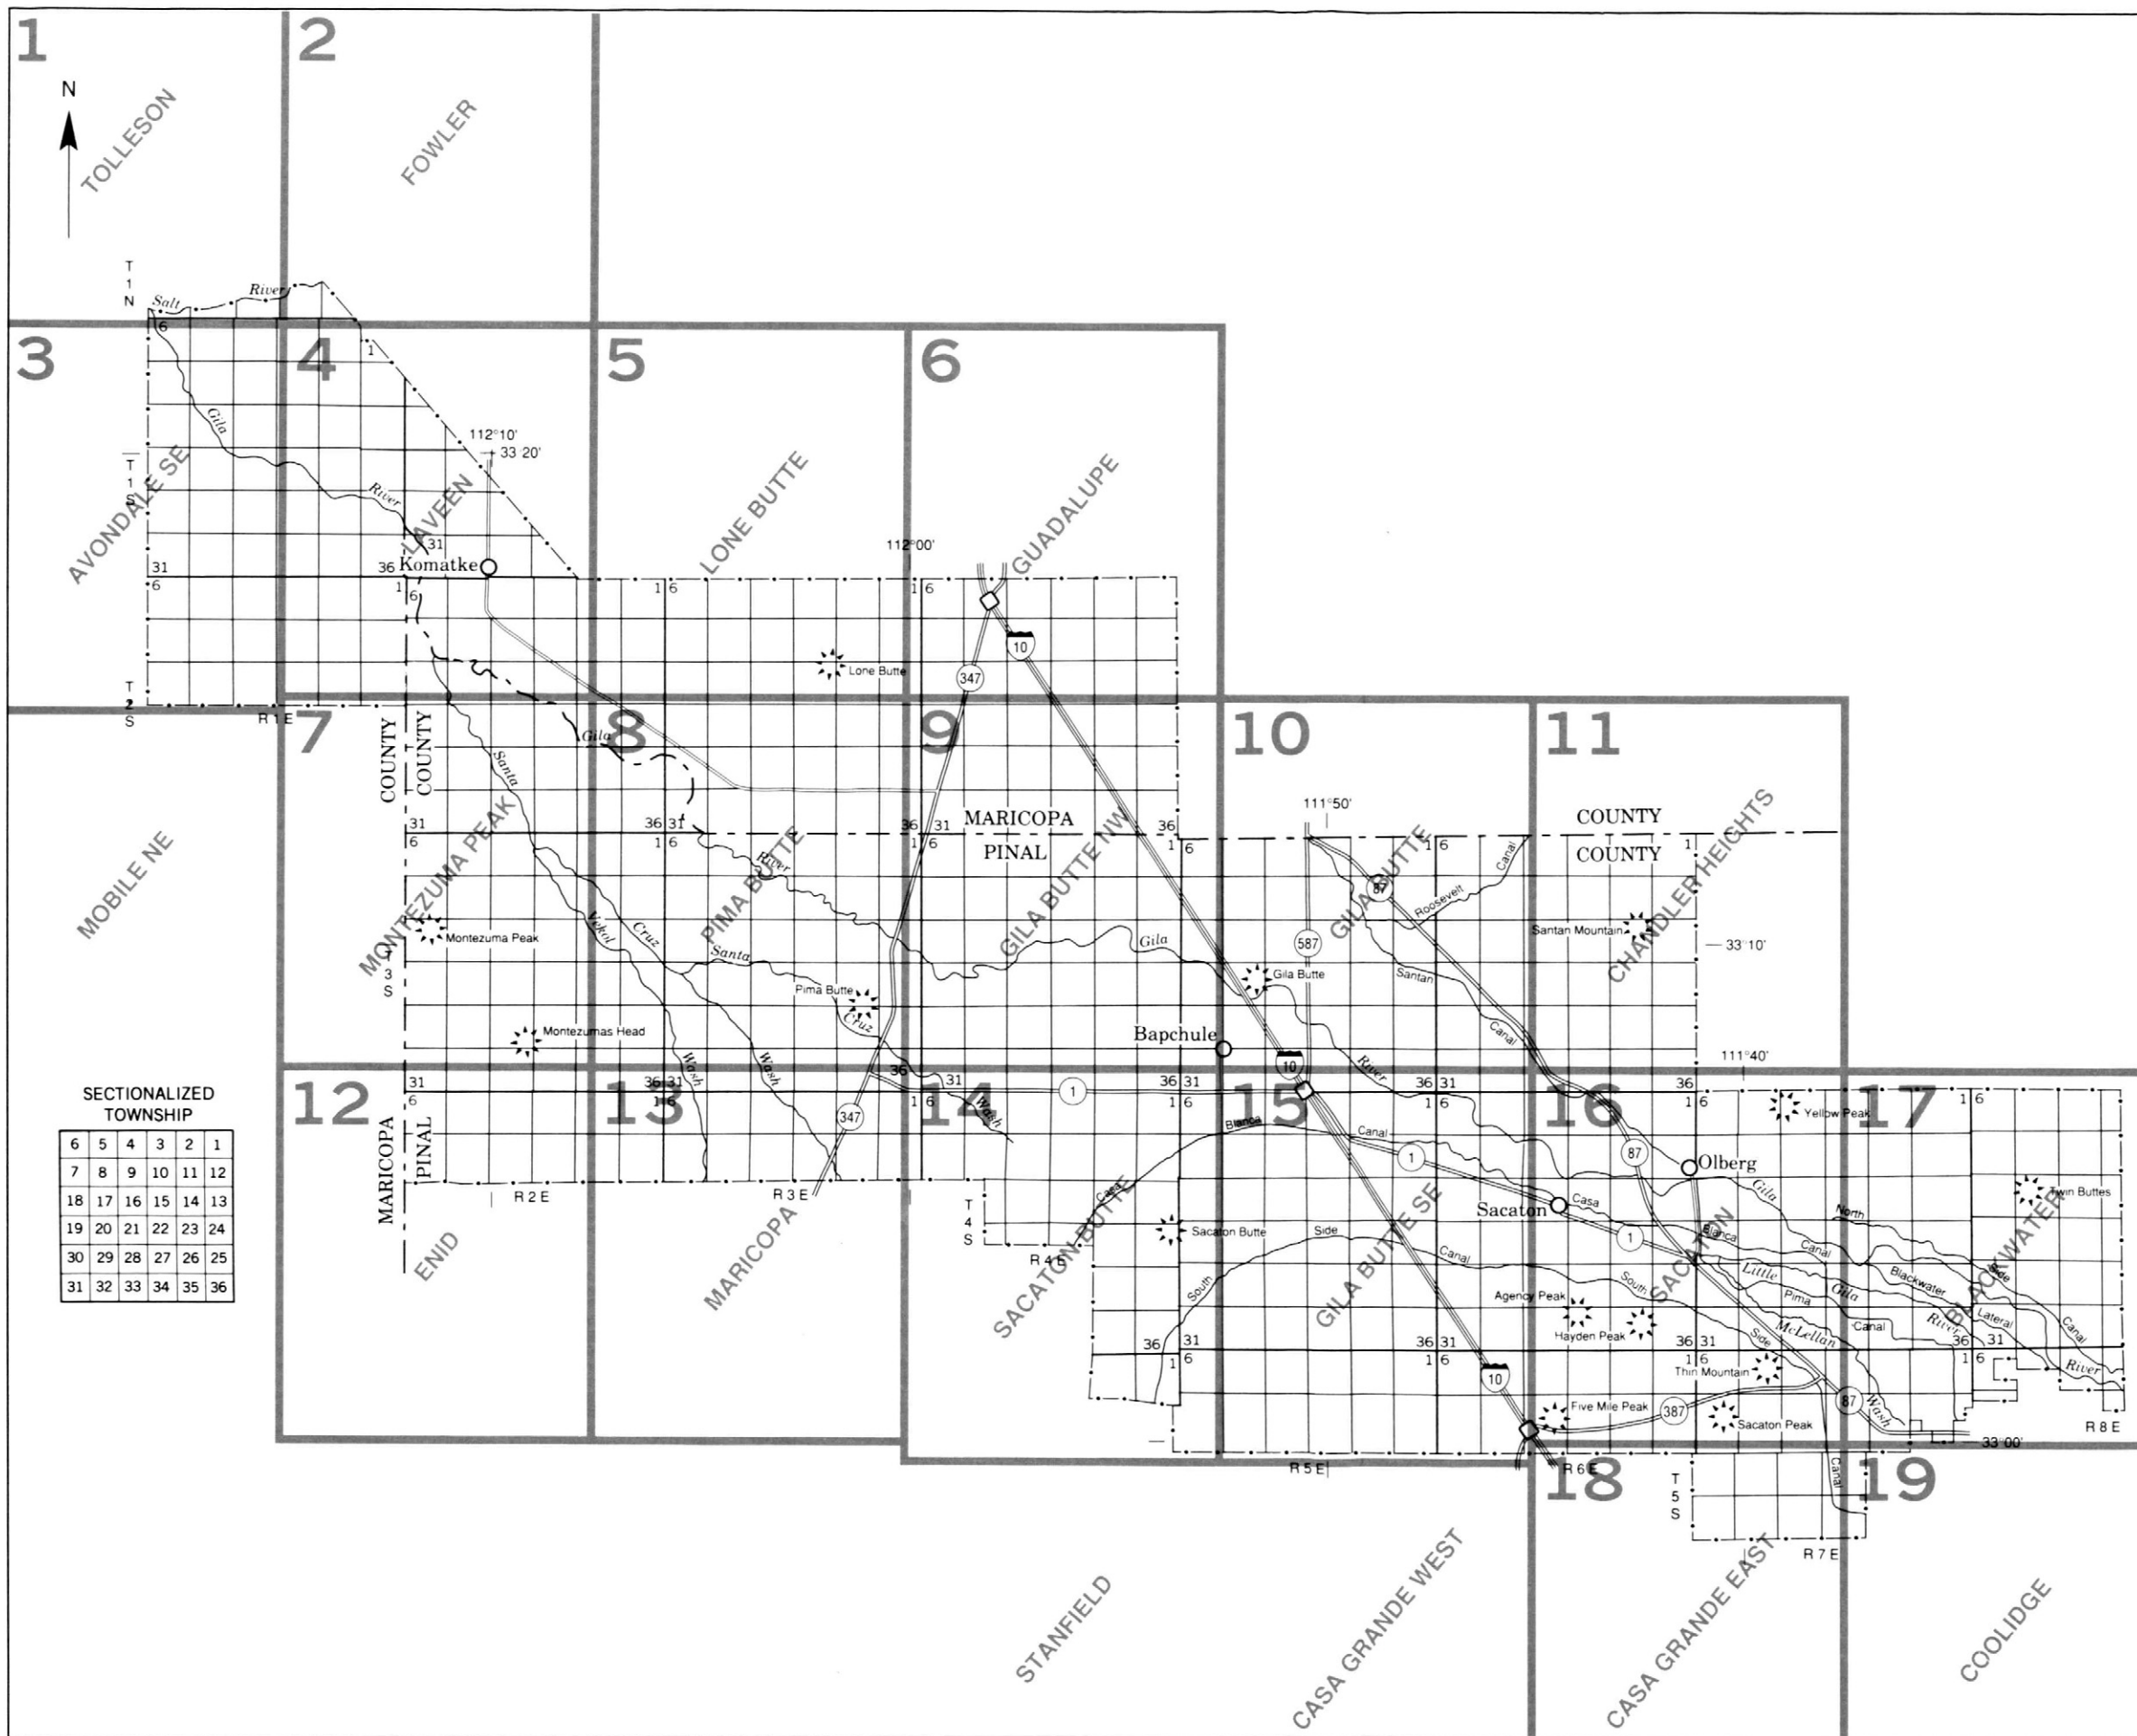 1
2
N
TOLLESON
FOWLER
T
1
N
Salt
River
6
3
4
1
5
6
Gila
112°10'
33 20'
T
1
S
AVONDALE SE
River
LAVEEN
LONE BUTTE
GUADALUPE
112°00'
31
31
36
Komatke
6
1
6
1
6
1
6
10
Lone Butte
347
T
2
S
R 1 E
7
8
9
10
11
COUNTY
COUNTY
Gila
Santa
MOBILE NE
MONTEZUMA PEAK
PIMA BUTTE
GILA BUTTE NW
GILA BUTTE
CHANDLER HEIGHTS
111°50'
31
36
31
36
31
MARICOPA
36
COUNTY
6
1
6
1
6
PINAL
1
6
1
6
COUNTY
1
River
Canal
87
Roosevelt
Montezuma Peak
Vekol
Cruz
Santa
Gila
587
Santan Mountain
33°10'
T
3
S
Pima Butte
Gila Butte
Santan
Cruz
Canal
Montezumas Head
Bapchule
Wash
Wash
10
River
111°40'
SECTIONALIZED
TOWNSHIP
6 5 4 3 2 1
7 8 9 10 11 12
18 17 16 15 14 13
19 20 21 22 23 24
30 29 28 27 26 25
31 32 33 34 35 36
12
13
14
15
16
17
31
36
31
36
31
36
31
36
31
36
6
1
6
1
6
1
6
1
6
1
6
1
6
1
Yellow Peak
MARICOPA
PINAL
347
Wash
Blanca
Canal
1
87
Olberg
R 2 E
R 3 E
T
4
S
Casa
Sacaton
Casa
Gila
Twin Buttes
North
ENID
MARICOPA
SACATON BUTTE
GILA BUTTE SE
SACATON
BLACKWATER
Sacaton Butte
Side
1
Blanca
Canal
R 4 E
Canal
Little
Side
South
South
Blackwater
Agency Peak
Pima
Gila
Lateral
Canal
Hayden Peak
McLellan
Canal
River
36
31
36
31
36
31
Side
36
31
1
6
1
6
1
6
1
6
Thin Mountain
River
10
Five Mile Peak
387
Sacaton Peak
87
Wash
R 8 E
33°00'
R 5 E
R 6 E
18
19
T
5
S
Canal
R 7 E
STANFIELD
CASA GRANDE WEST
CASA GRANDE EAST
COOLIDGE